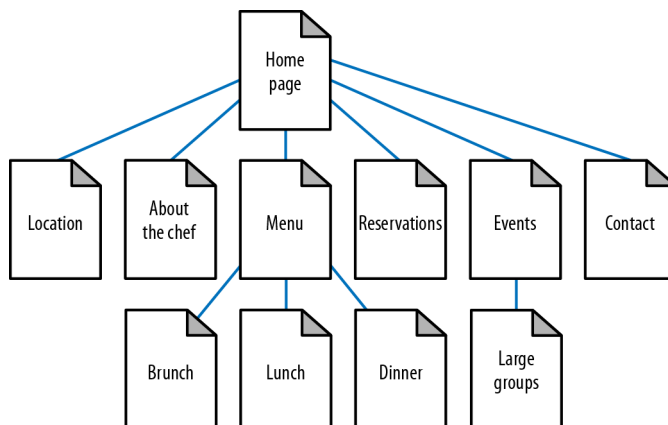 Home
page
Location
About
the chef
Menu
Reservations
Events
Contact
Brunch
Lunch
Dinner
Large
groups